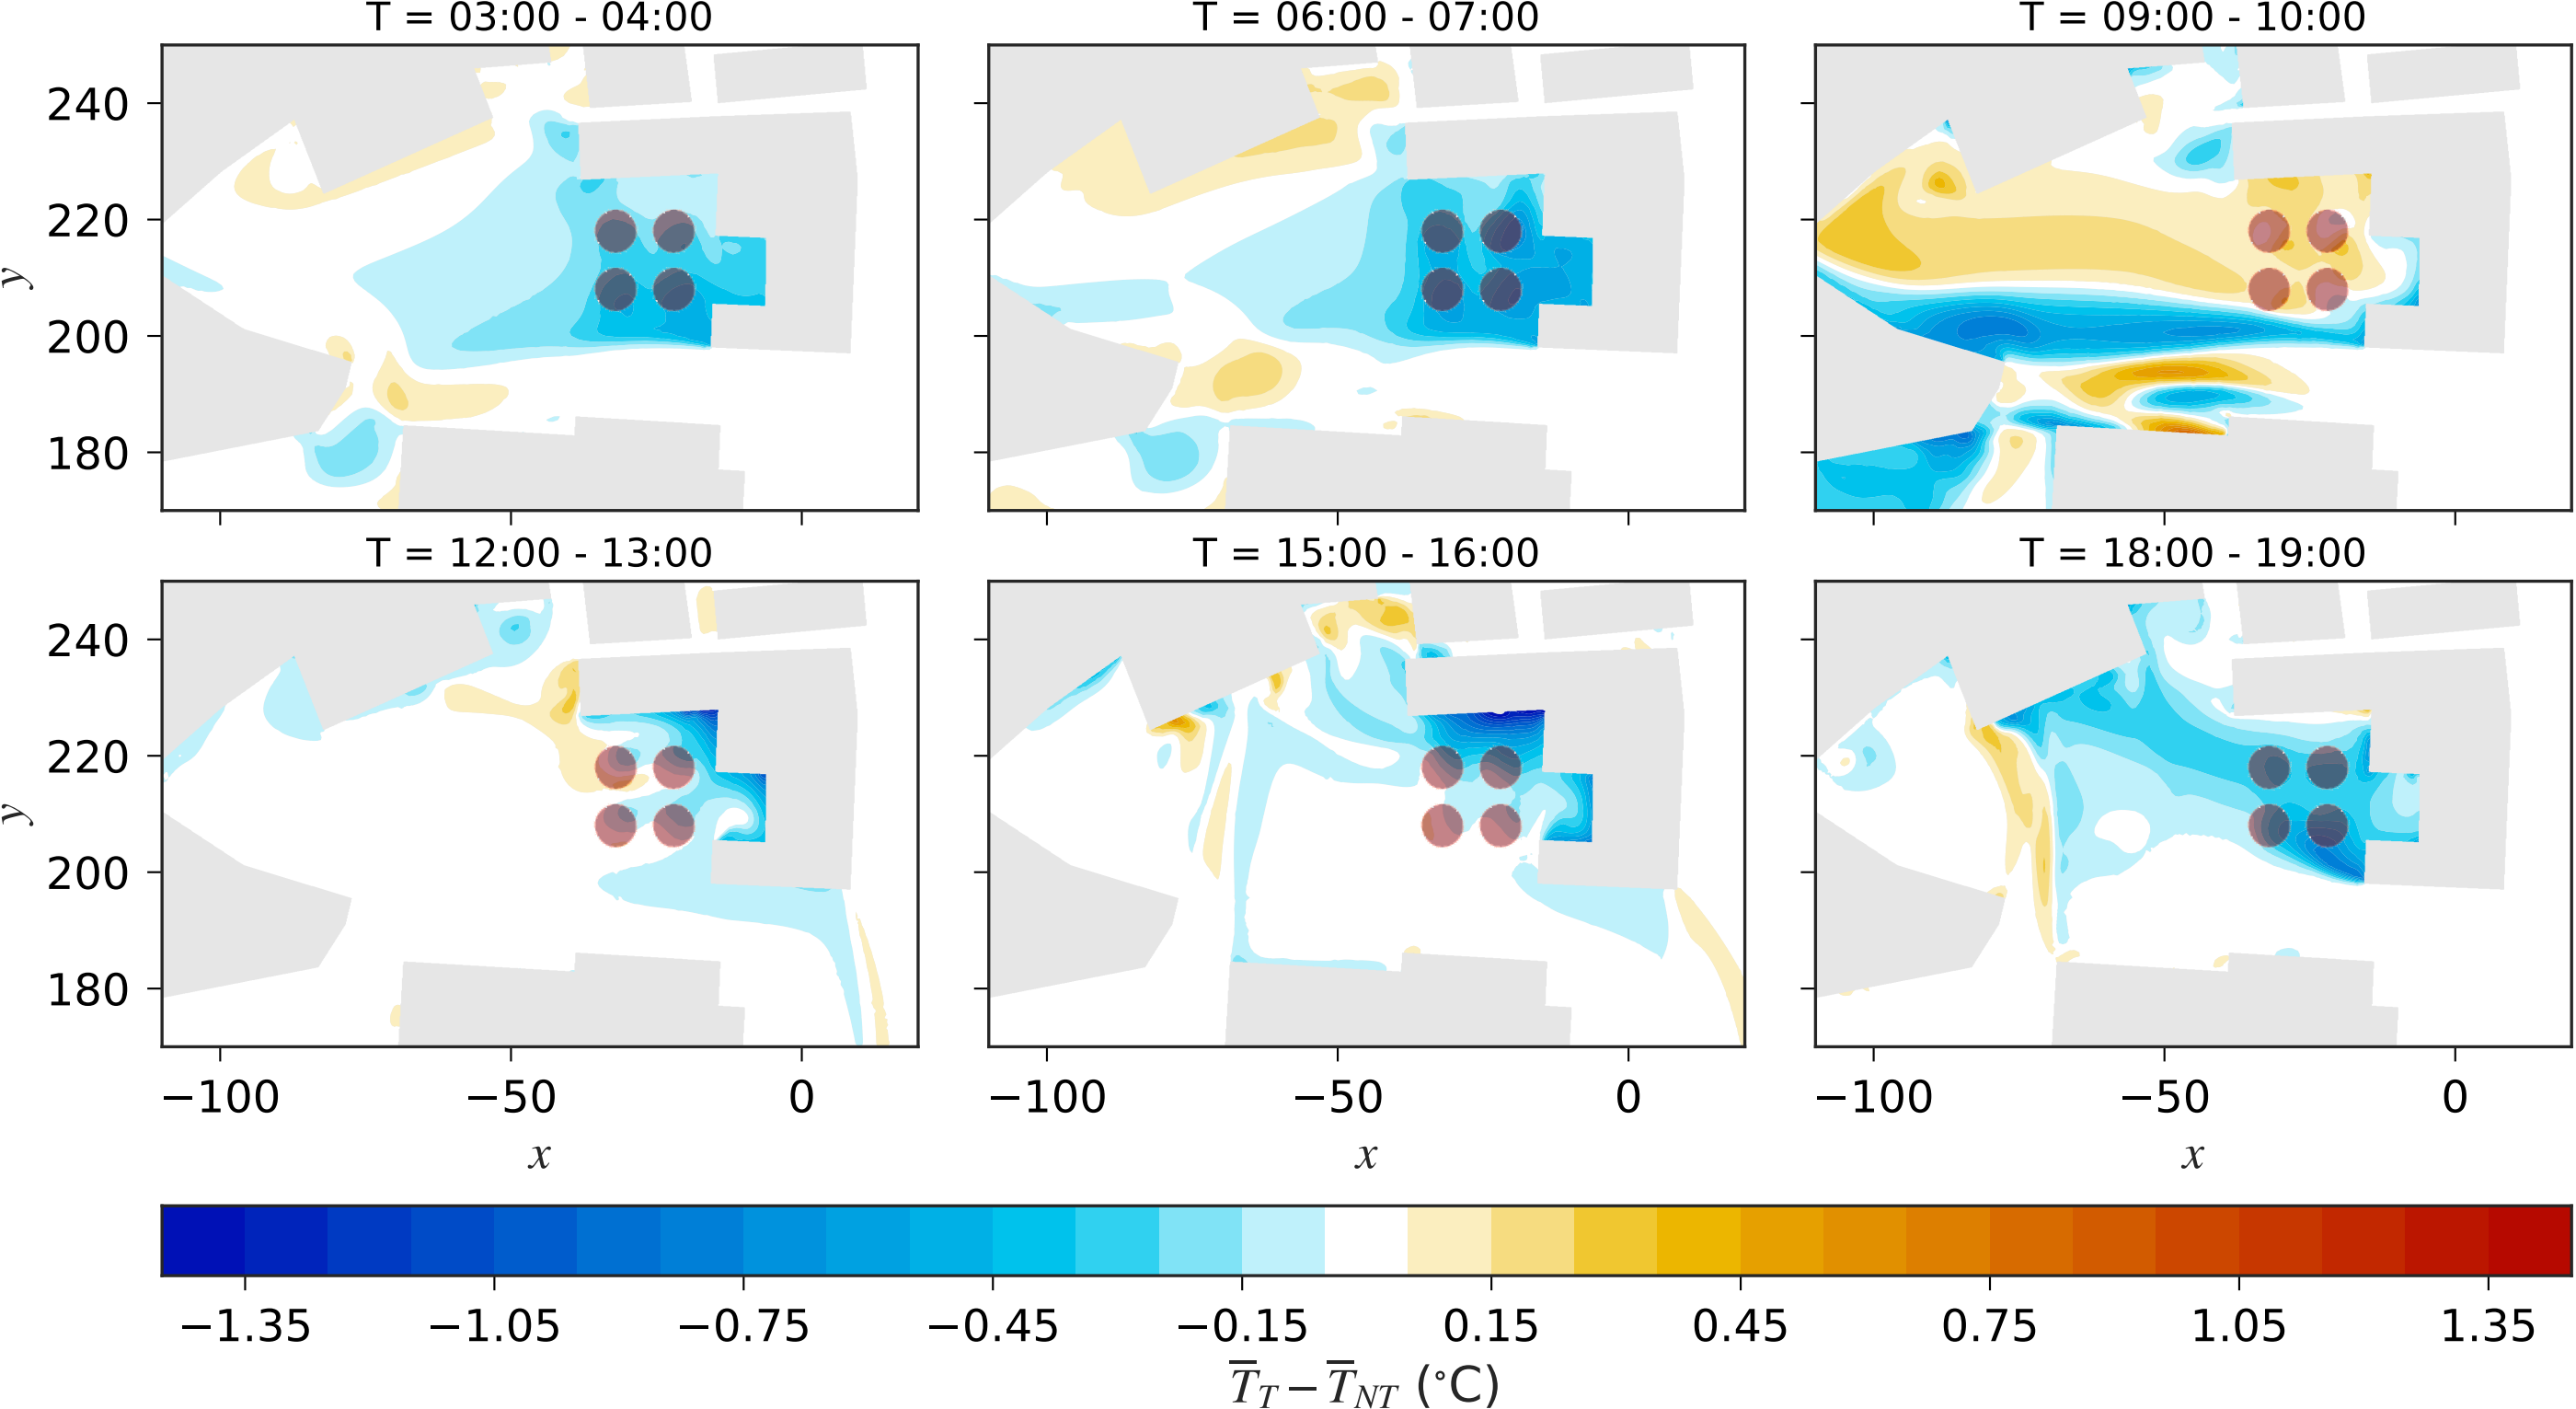 T = 03:00 - 04:00 T = 06:00 - 07:00 T = 09:00 - 10:00
240
220
y
200
180
T = 12:00 - 13:00 T = 15:00 - 16:00 T = 18:00 - 19:00
240
220
y
200
180
−100 −50 0 −100 −50 0 −100 −50 0
x x x
−1.35 −1.05 −0.75 −0.45 −0.15 0.15 0.45 0.75 1.05 1.35
T̅_T − T̅_NT (°C)